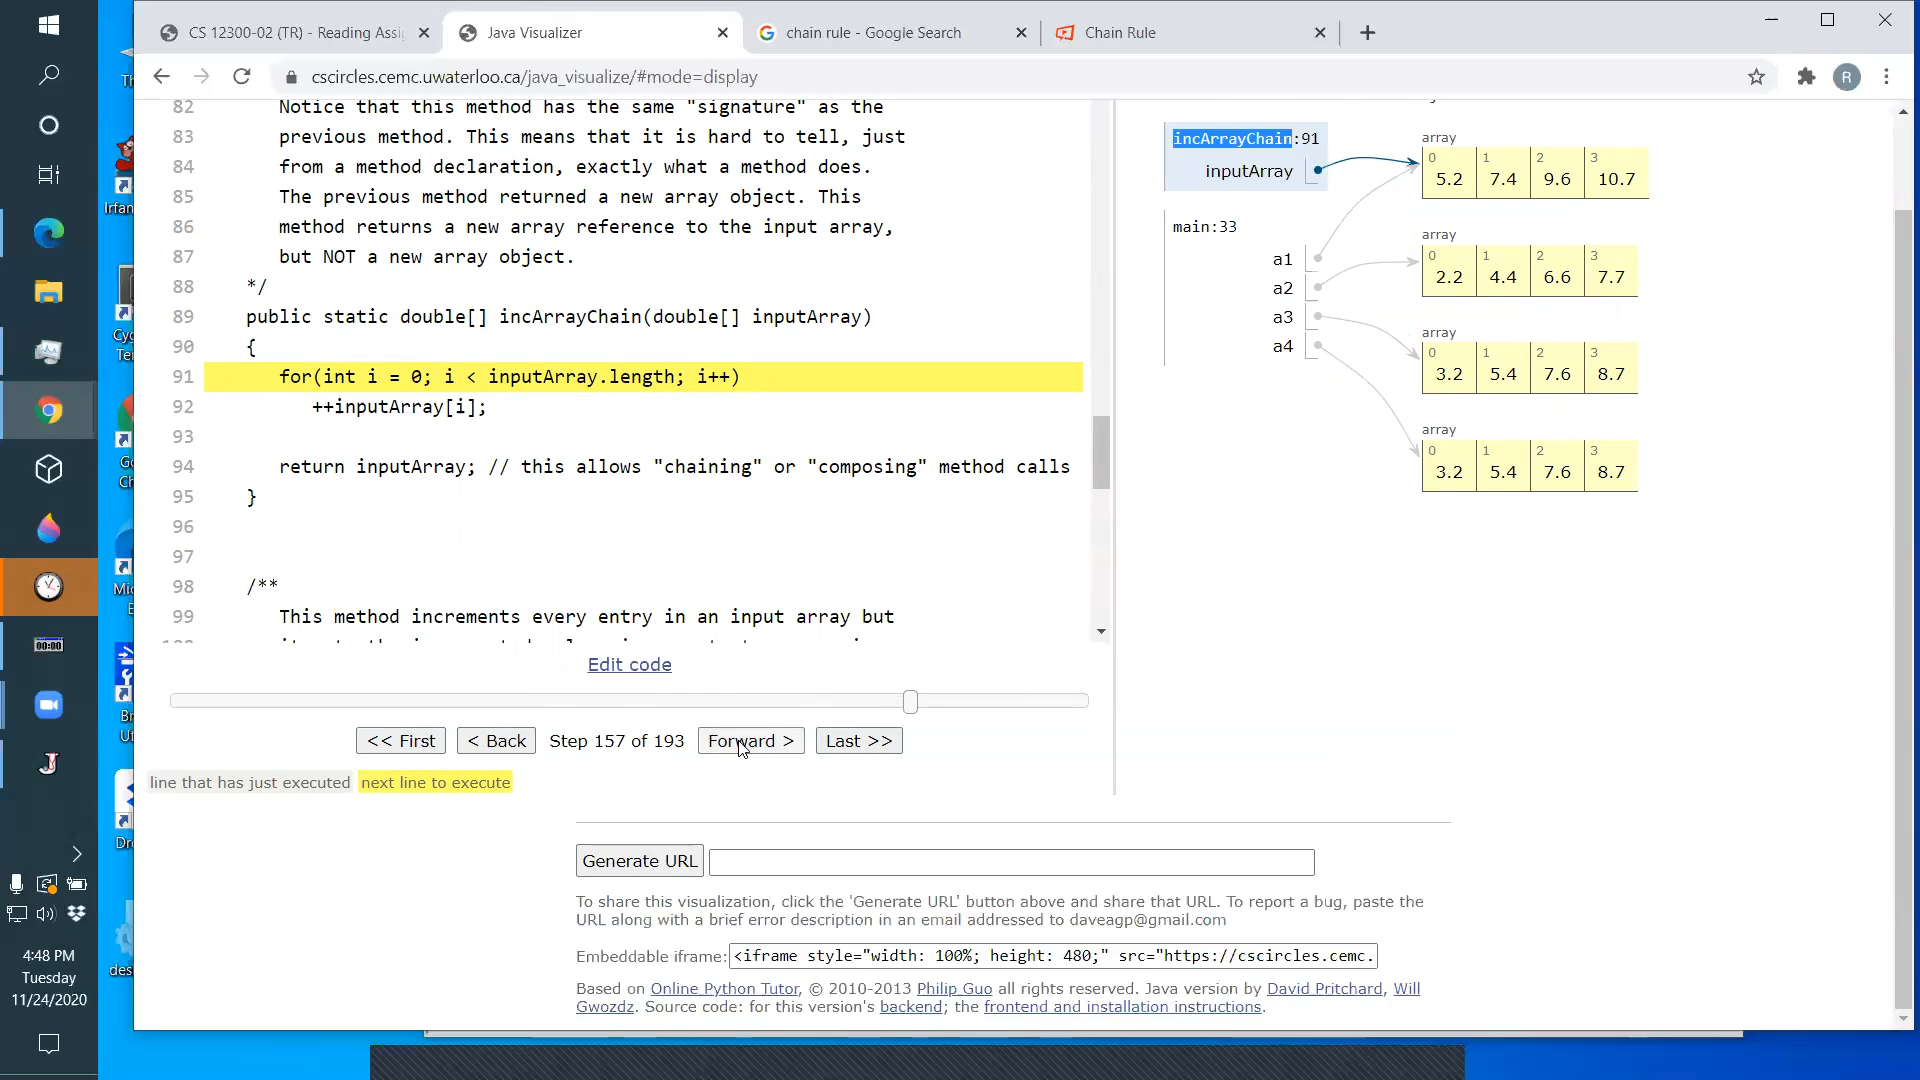 CS 12300-02 (TR) - Reading Assi
Java Visualizer
chain rule - Google Search
Chain Rule
cscircles.cemc.uwaterloo.ca/java_visualize/#mode=display
R
82 Notice that this method has the same "signature" as the
83 previous method. This means that it is hard to tell, just
84 from a method declaration, exactly what a method does.
85 The previous method returned a new array object. This
86 method returns a new array reference to the input array,
87 but NOT a new array object.
88 */
89 public static double[] incArrayChain(double[] inputArray)
90 {
91 for(int i = 0; i < inputArray.length; i++)
92 ++inputArray[i];
93
94 return inputArray; // this allows "chaining" or "composing" method calls
95 }
96
97
98 /**
99 This method increments every entry in an input array but
Edit code
<< First
< Back
Step 157 of 193
Forward >
Last >>
line that has just executed next line to execute
incArrayChain:91
inputArray
main:33
a1
a2
a3
a4
array
0 1 2 3
5.2 7.4 9.6 10.7
array
0 1 2 3
2.2 4.4 6.6 7.7
array
0 1 2 3
3.2 5.4 7.6 8.7
array
0 1 2 3
3.2 5.4 7.6 8.7
Generate URL
To share this visualization, click the 'Generate URL' button above and share that URL. To report a bug, paste the
URL along with a brief error description in an email addressed to daveagp@gmail.com
Embeddable iframe: <iframe style="width: 100%; height: 480;" src="https://cscircles.cemc.
Based on Online Python Tutor, © 2010-2013 Philip Guo all rights reserved. Java version by David Pritchard, Will
Gwozdz. Source code: for this version's backend; the frontend and installation instructions.
Th
Irfan
Cyg
Ter
Go
Ch
Mic
E
Br
Ut
Dro
des
00:00
4:48 PM
Tuesday
11/24/2020